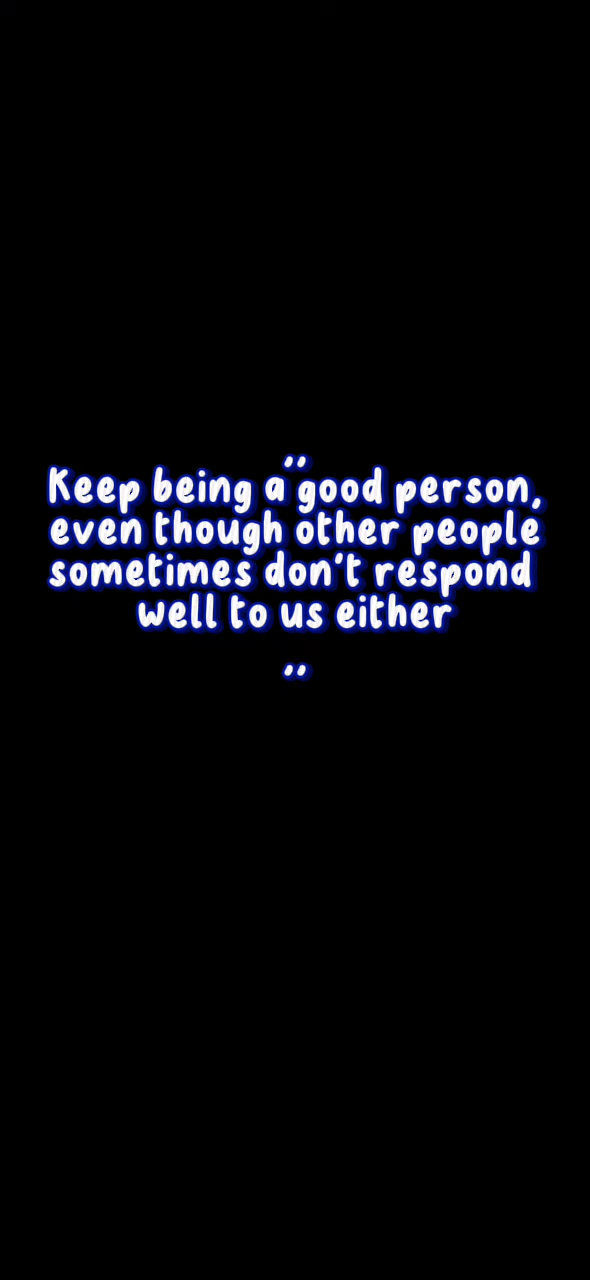 "
Keep being a good person,
even though other people
sometimes don't respond
well to us either
"